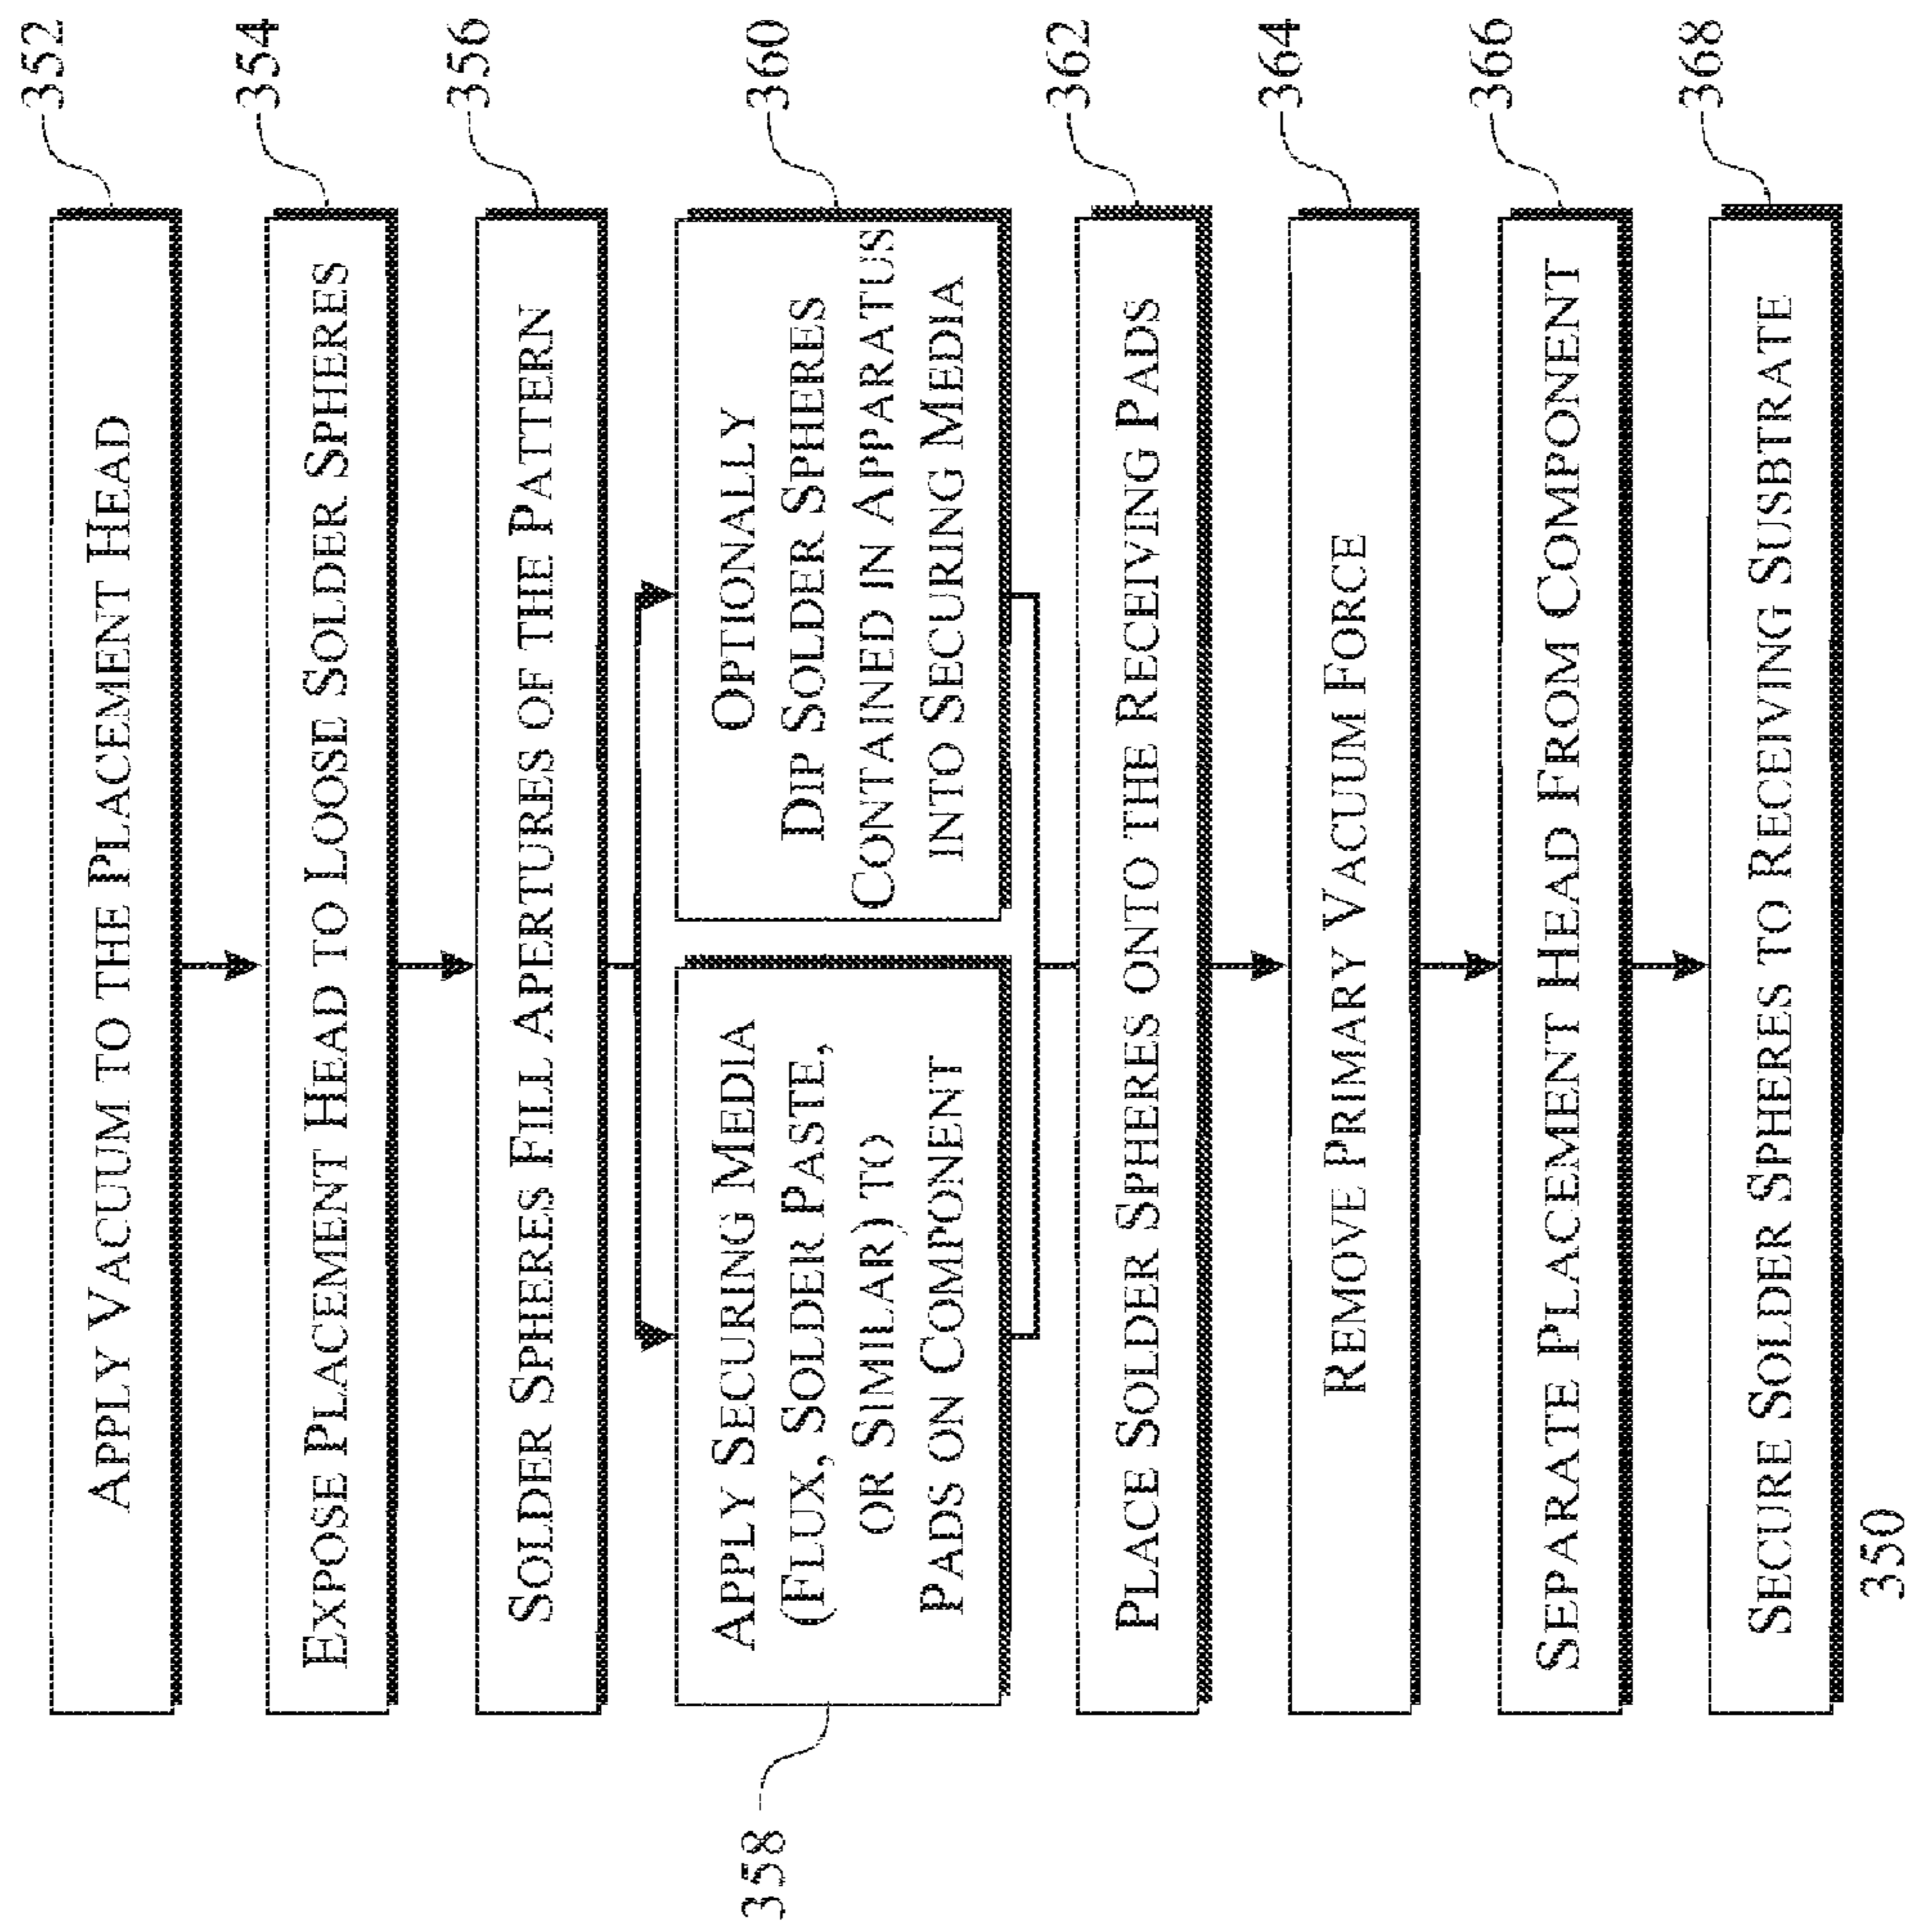 APPLY VACUUM TO THE PLACEMENT HEAD
352
EXPOSE PLACEMENT HEAD TO LOOSE SOLDER SPHERES
354
SOLDER SPHERES FILL APERTURES OF THE PATTERN
356
358
APPLY SECURING MEDIA
(FLUX, SOLDER PASTE,
OR SIMILAR) TO
PADS ON COMPONENT
OPTIONALLY
DIP SOLDER SPHERES
CONTAINED IN APPARATUS
INTO SECURING MEDIA
360
PLACE SOLDER SPHERES ONTO THE RECEIVING PADS
362
REMOVE PRIMARY VACUUM FORCE
364
SEPARATE PLACEMENT HEAD FROM COMPONENT
366
SECURE SOLDER SPHERES TO RECEIVING SUSBTRATE
368
350